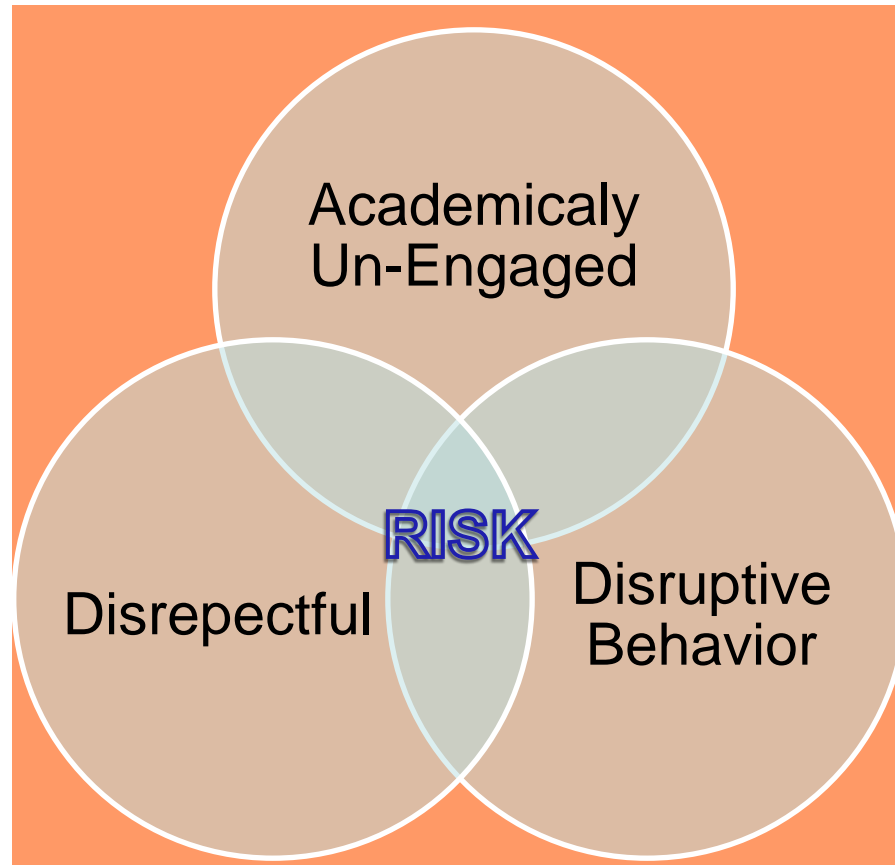 Academicaly
Un-Engaged
RISK
Disrepectful
Disruptive
Behavior